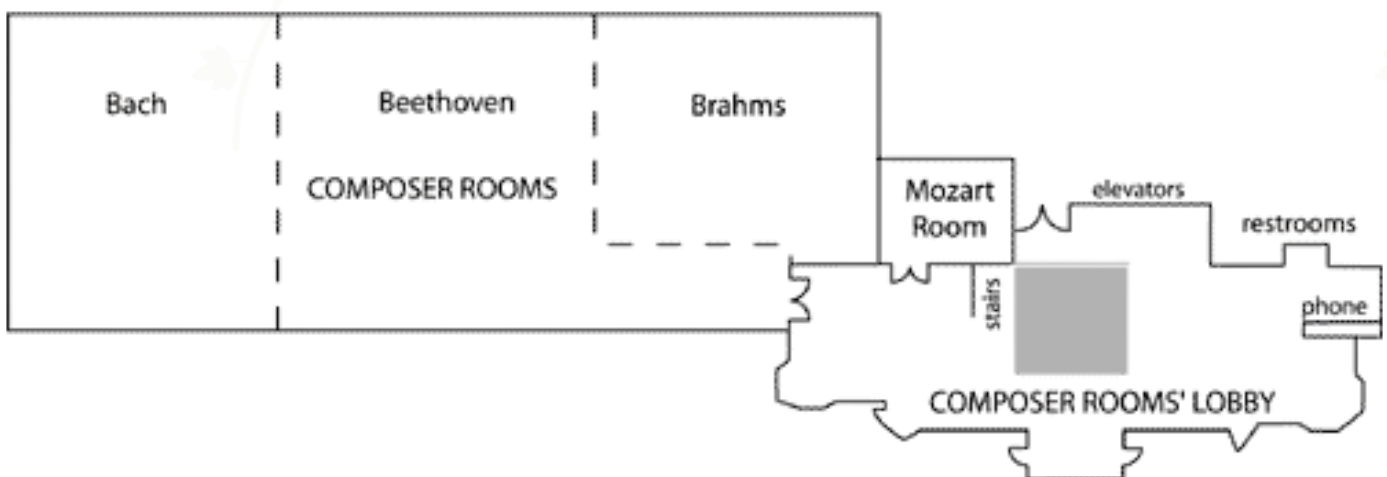 Bach
Beethoven
Brahms
COMPOSER ROOMS
Mozart
Room
elevators
restrooms
stairs
phone
COMPOSER ROOMS' LOBBY